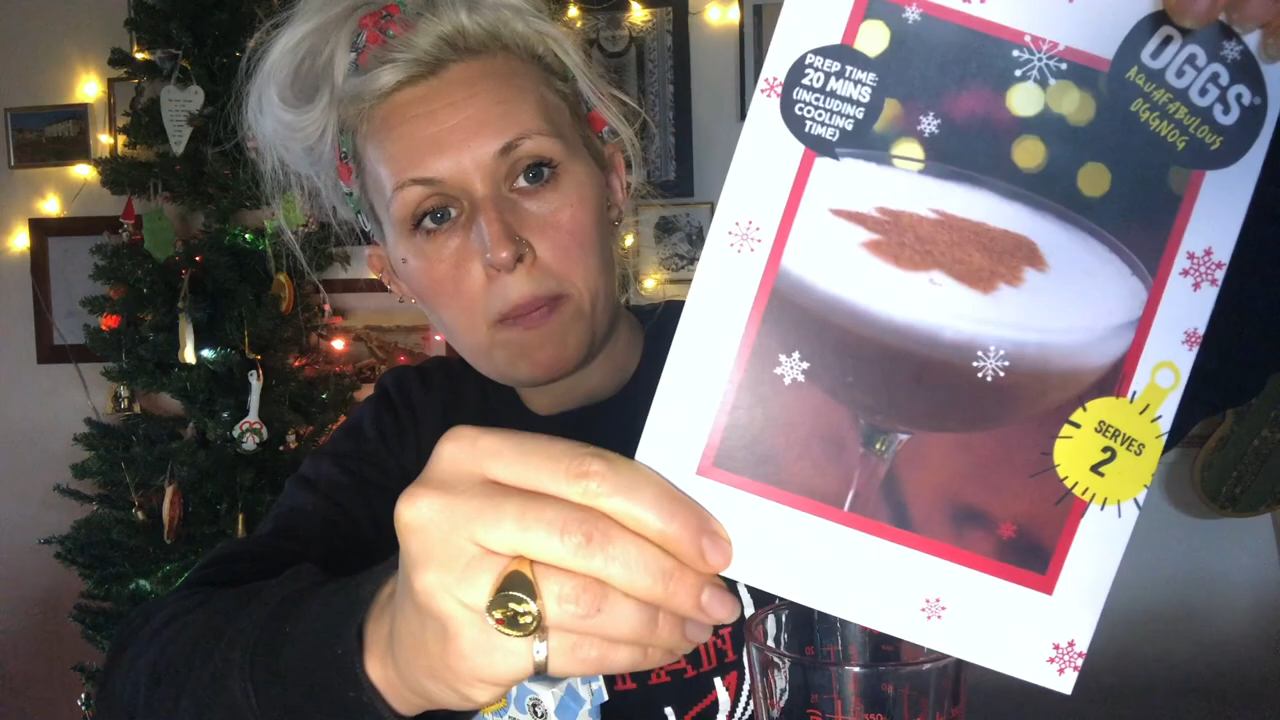 PREP TIME:
20 MINS
(INCLUDING
COOLING
TIME)
OGGS®
AQUAFABULOUS
OGGNOG
SERVES
2